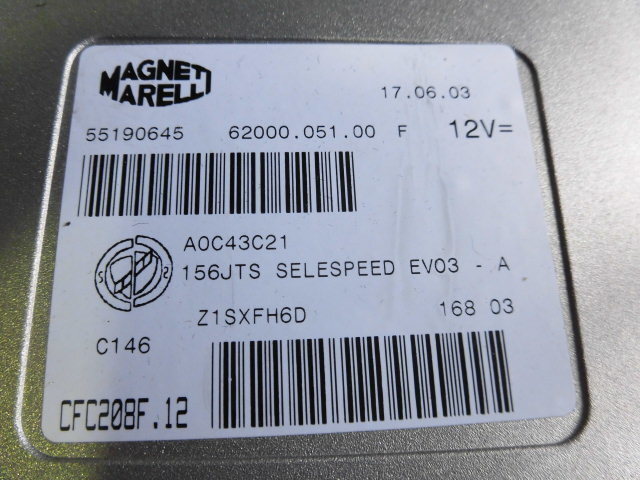 MAGNETI
MARELLI
17.06.03
55190645 62000.051.00 F 12V=
A0C43C21
156JTS SELESPEED EVO3 - A
Z1SXFH6D 168 03
C146
CFC208F.12